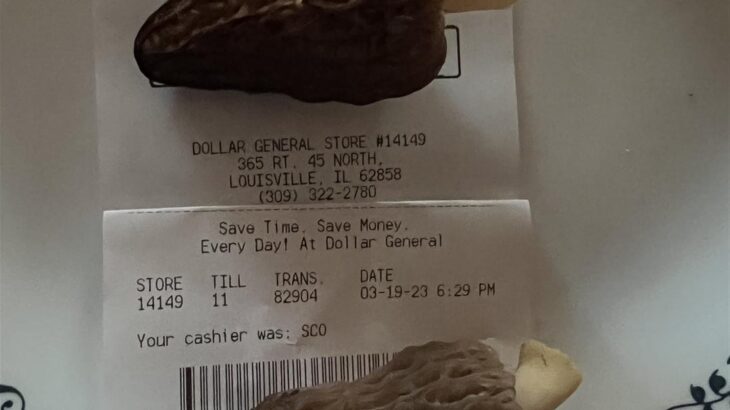 DOLLAR GENERAL STORE #14149
365 RT. 45 NORTH,
LOUISVILLE, IL 62858
(309) 322-2780
Save Time. Save Money.
Every Day! At Dollar General
STORE TILL TRANS. DATE
14149 11 82904 03-19-23 6:29 PM
Your cashier was: SCO